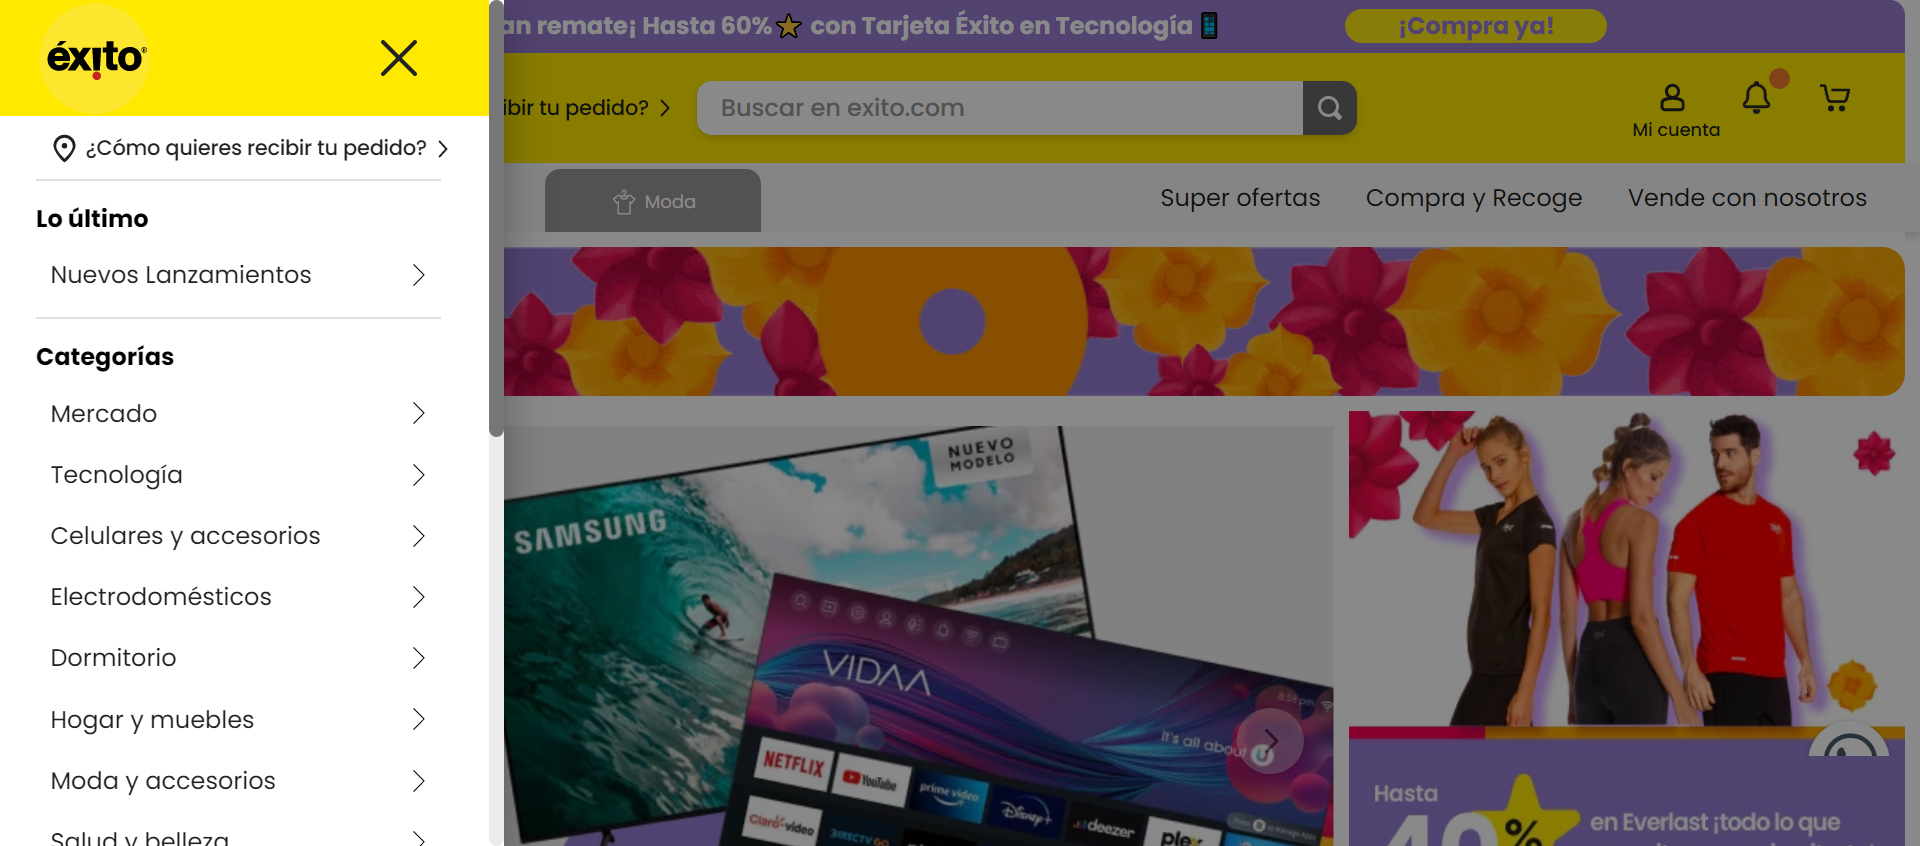 éxito
¿Cómo quieres recibir tu pedido?
Lo último
Nuevos Lanzamientos
Categorías
Mercado
Tecnología
Celulares y accesorios
Electrodomésticos
Dormitorio
Hogar y muebles
Moda y accesorios
Salud y belleza
an remate¡ Hasta 60% con Tarjeta Éxito en Tecnología
¡Compra ya!
ibir tu pedido?
Buscar en exito.com
Mi cuenta
Moda
Super ofertas
Compra y Recoge
Vende con nosotros
NUEVO
MODELO
SAMSUNG
8:59 pm
VIDAA
It's all about U
NETFLIX
YouTube
prime video
Disney+
deezer
plex
Claro-video
DIRECTV GO
Hasta
40%
en Everlast ¡todo lo que